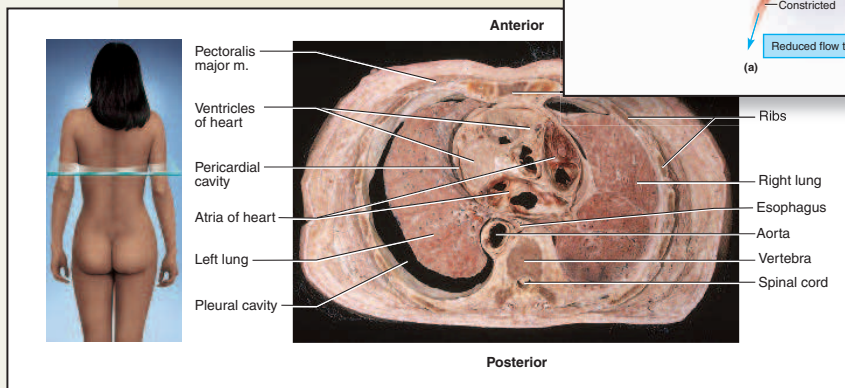 Constricted
Reduced flow t
(a)
Anterior
Pectoralis
major m.
Ventricles
of heart
Pericardial
cavity
Atria of heart
Left lung
Pleural cavity
Ribs
Right lung
Esophagus
Aorta
Vertebra
Spinal cord
Posterior